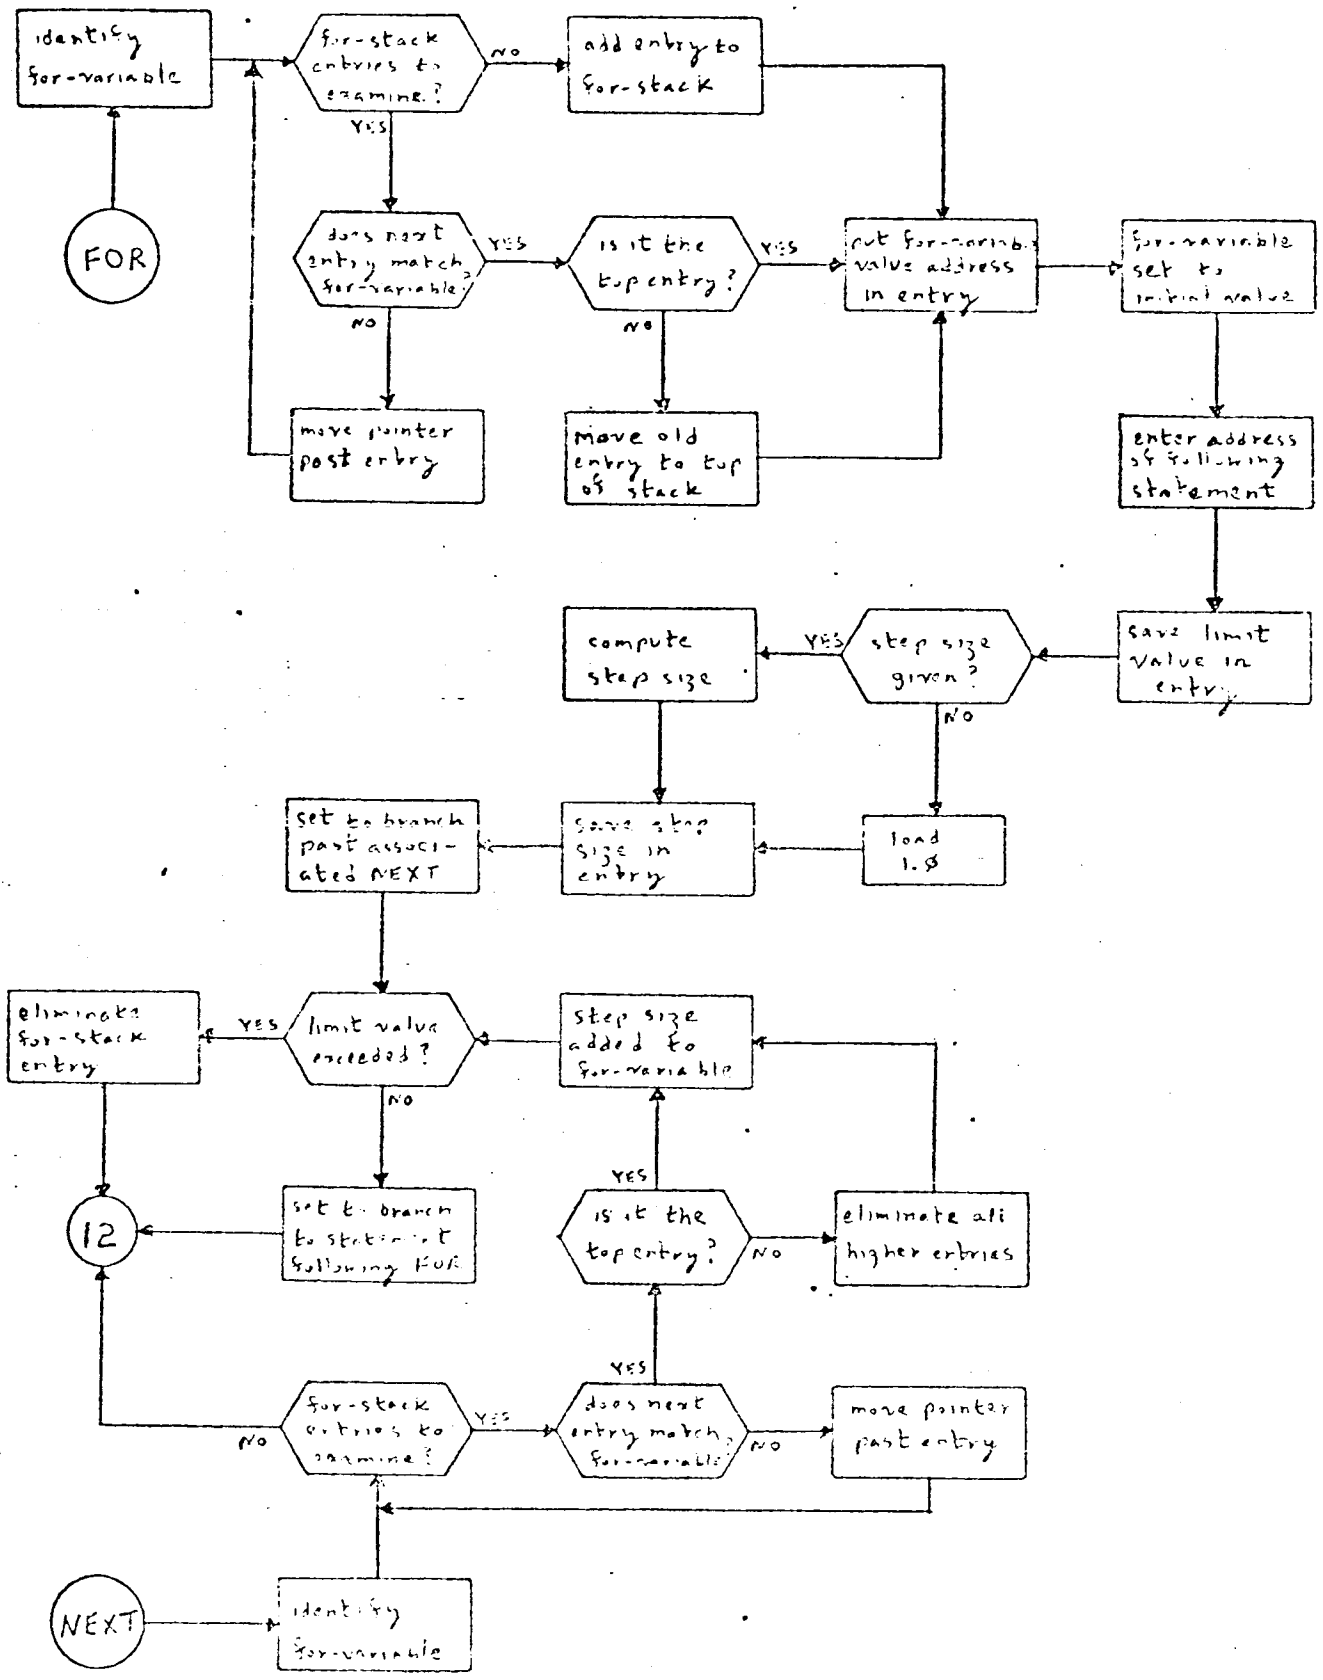 identify
for-variable
for-stack
entries to
examine?
NO
add entry to
for-stack
YES
FOR
does next
entry match
for-variable?
YES
is it the
top entry?
YES
put for-variable
value address
in entry
for-variable
set to
initial value
NO
NO
move pointer
past entry
move old
entry to top
of stack
enter address
of following
statement
compute
step size
YES
step size
given?
save limit
value in
entry
NO
set to branch
past associ-
ated NEXT
save step
size in
entry
load
1.Ø
eliminate
for-stack
entry
YES
limit value
exceeded?
step size
added to
for-variable
NO
YES
12
set to branch
to statement
following FOR
is it the
top entry?
NO
eliminate all
higher entries
YES
for-stack
entries to
examine?
NO
YES
does next
entry match
for-variable?
NO
move pointer
past entry
NEXT
identify
for-variable